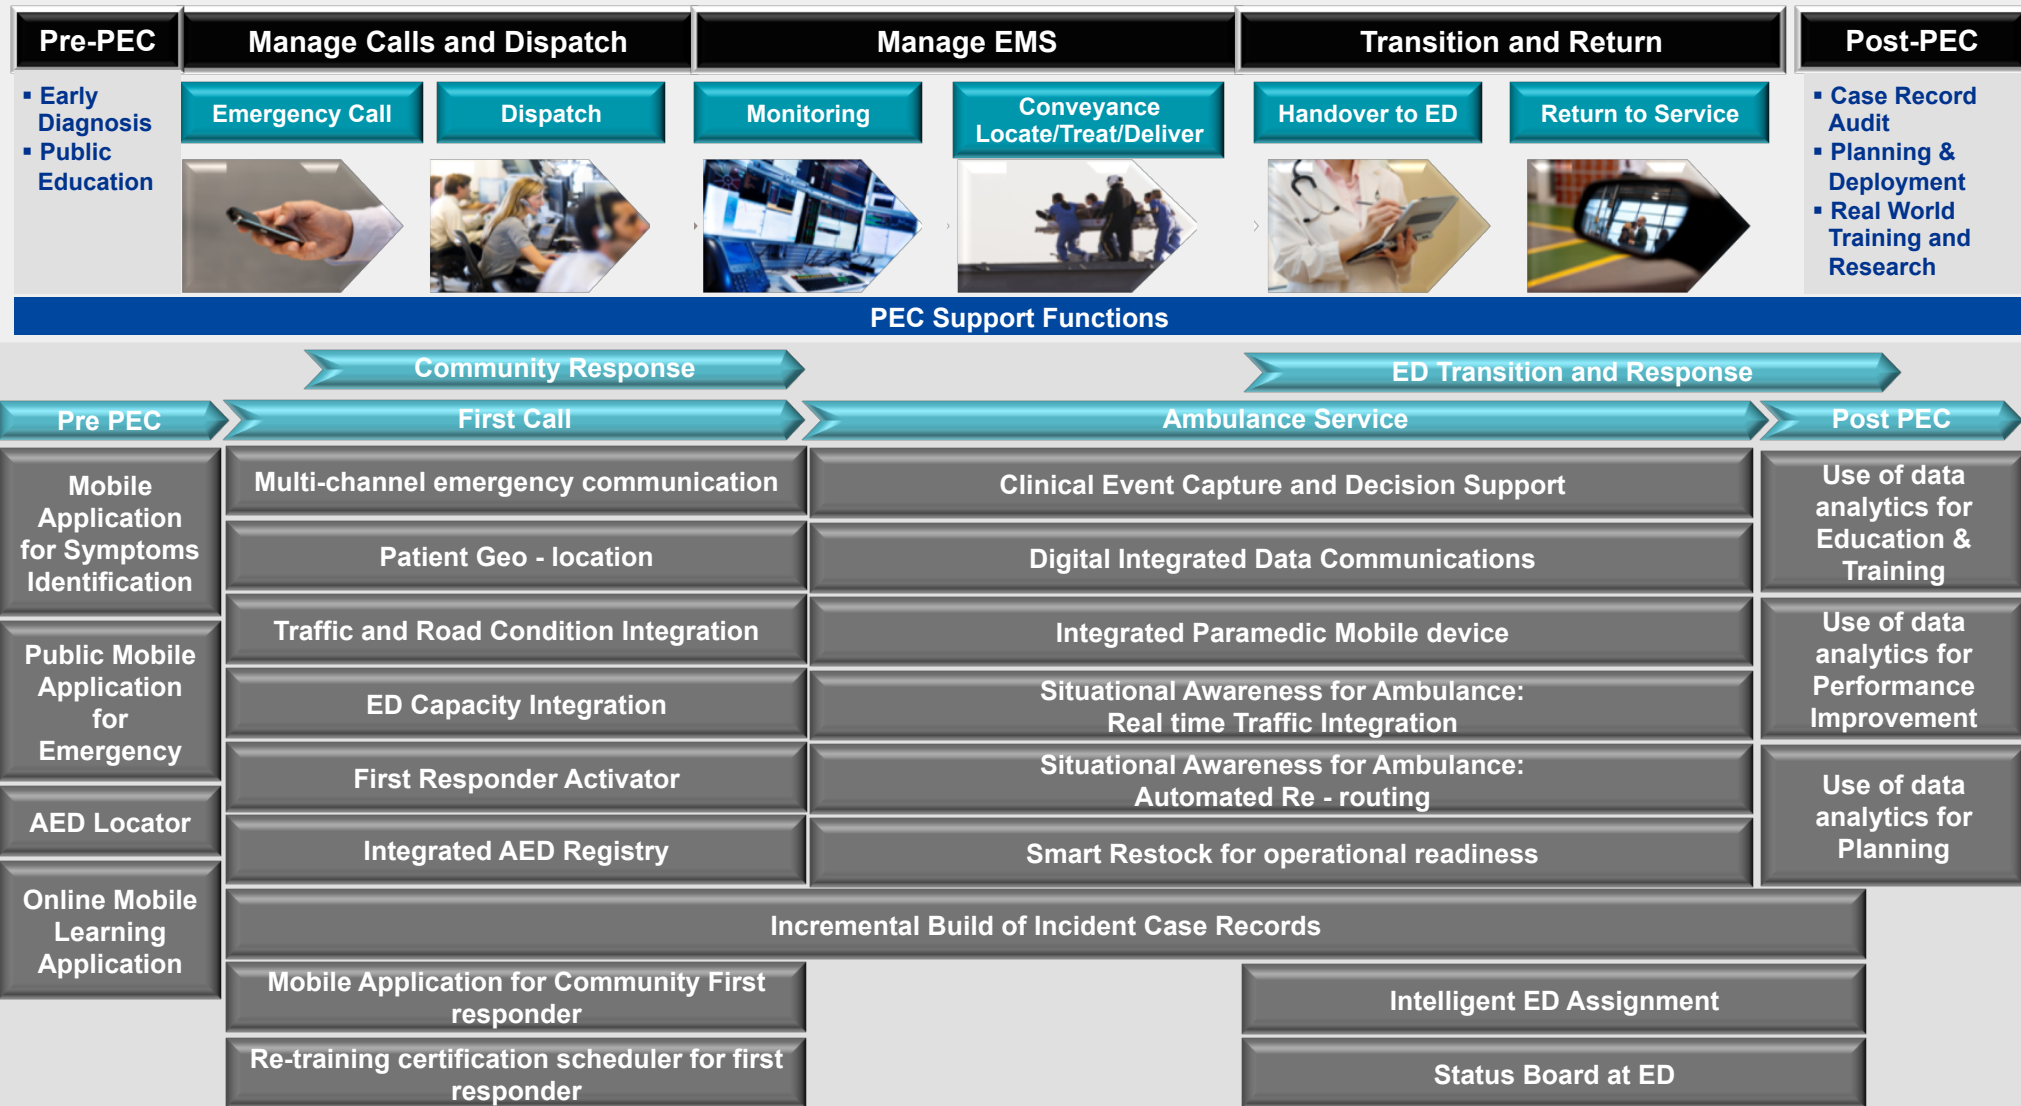 Pre-PEC
Manage Calls and Dispatch
Manage EMS
Transition and Return
Post-PEC
▪ Early
Diagnosis
▪ Public
Education
Emergency Call
Dispatch
Monitoring
Conveyance
Locate/Treat/Deliver
Handover to ED
Return to Service
▪ Case Record
Audit
▪ Planning &
Deployment
▪ Real World
Training and
Research
PEC Support Functions
Community Response
ED Transition and Response
Pre PEC
First Call
Ambulance Service
Post PEC
Mobile
Application
for Symptoms
Identification
Public Mobile
Application
for
Emergency
AED Locator
Online Mobile
Learning
Application
Multi-channel emergency communication
Patient Geo - location
Traffic and Road Condition Integration
ED Capacity Integration
First Responder Activator
Integrated AED Registry
Clinical Event Capture and Decision Support
Digital Integrated Data Communications
Integrated Paramedic Mobile device
Situational Awareness for Ambulance:
Real time Traffic Integration
Situational Awareness for Ambulance:
Automated Re - routing
Smart Restock for operational readiness
Use of data
analytics for
Education &
Training
Use of data
analytics for
Performance
Improvement
Use of data
analytics for
Planning
Incremental Build of Incident Case Records
Mobile Application for Community First
responder
Re-training certification scheduler for first
responder
Intelligent ED Assignment
Status Board at ED